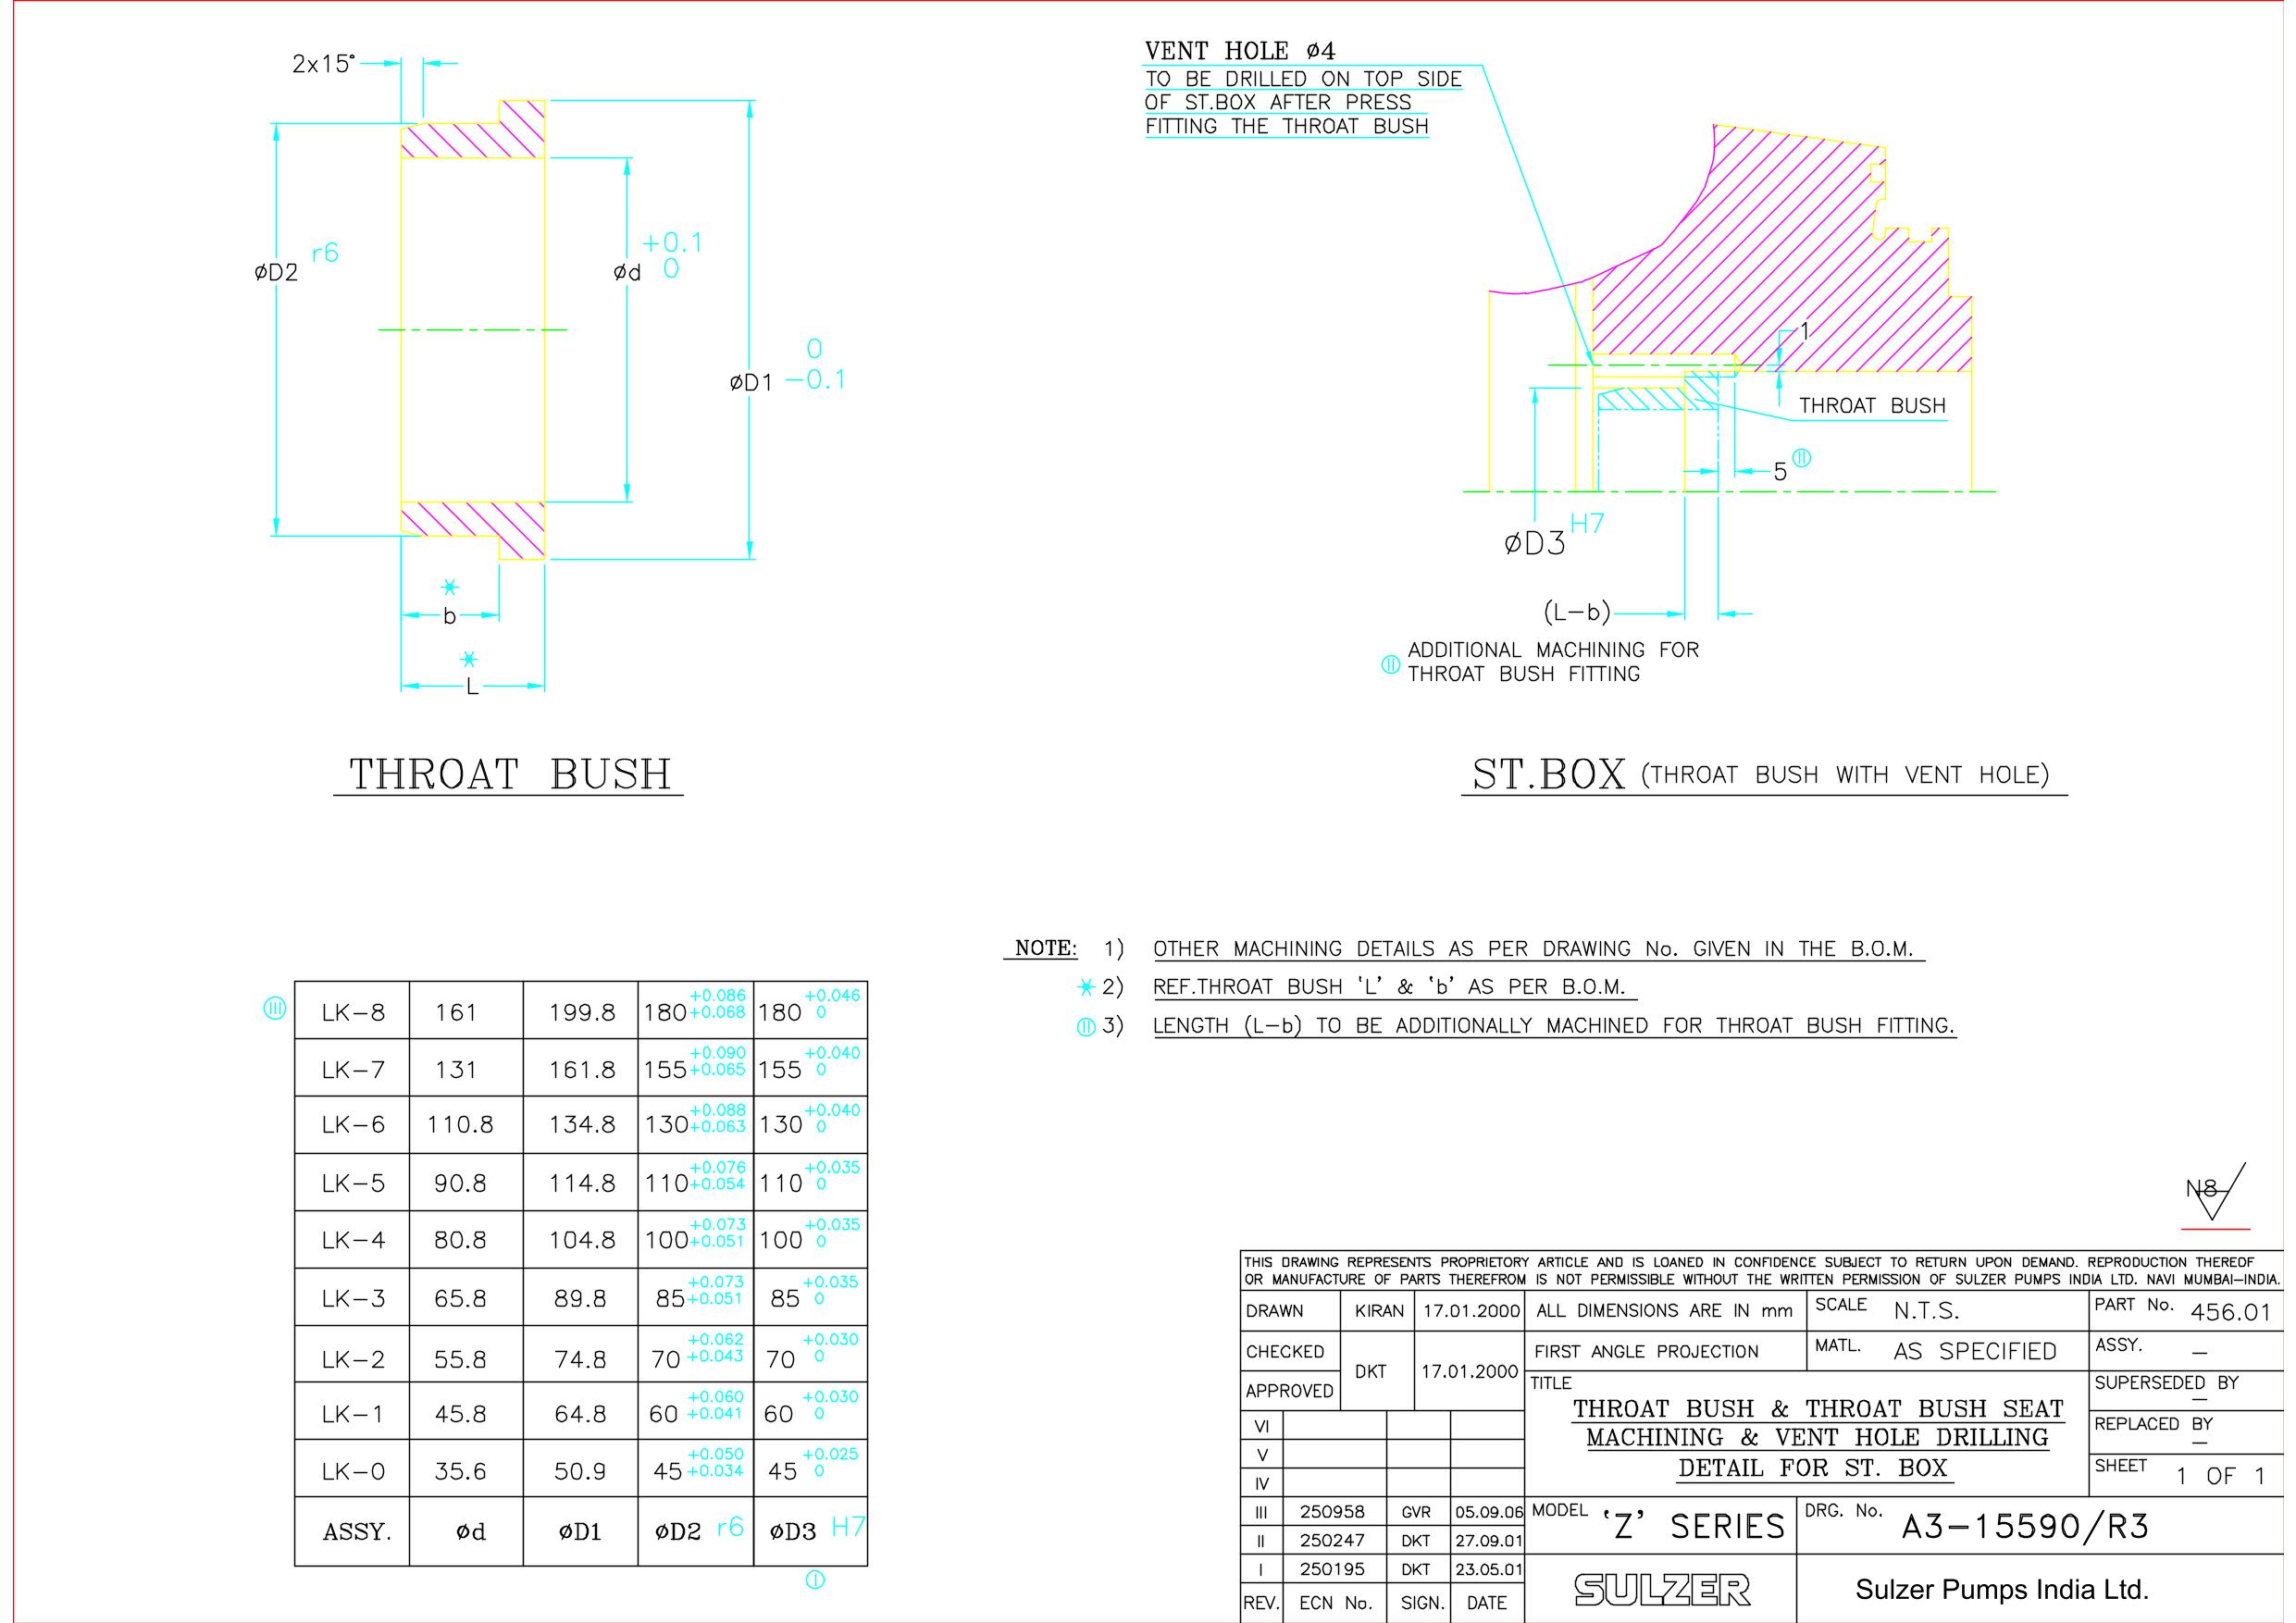 2x15°
øD2 r6
ød +0.1 0
øD1 0 -0.1
*
b
*
L
THROAT BUSH
VENT HOLE ø4
TO BE DRILLED ON TOP SIDE
OF ST.BOX AFTER PRESS
FITTING THE THROAT BUSH
1
THROAT BUSH
5 II
øD3 H7
(L-b)
II ADDITIONAL MACHINING FOR
THROAT BUSH FITTING
ST.BOX (THROAT BUSH WITH VENT HOLE)
NOTE: 1) OTHER MACHINING DETAILS AS PER DRAWING No. GIVEN IN THE B.O.M.
* 2) REF.THROAT BUSH 'L' & 'b' AS PER B.O.M.
II 3) LENGTH (L-b) TO BE ADDITIONALLY MACHINED FOR THROAT BUSH FITTING.
III LK-8 161 199.8 180 +0.086 +0.068 180 +0.046 0
LK-7 131 161.8 155 +0.090 +0.065 155 +0.040 0
LK-6 110.8 134.8 130 +0.088 +0.063 130 +0.040 0
LK-5 90.8 114.8 110 +0.076 +0.054 110 +0.035 0
LK-4 80.8 104.8 100 +0.073 +0.051 100 +0.035 0
LK-3 65.8 89.8 85 +0.073 +0.051 85 +0.035 0
LK-2 55.8 74.8 70 +0.062 +0.043 70 +0.030 0
LK-1 45.8 64.8 60 +0.060 +0.041 60 +0.030 0
LK-0 35.6 50.9 45 +0.050 +0.034 45 +0.025 0
ASSY. ød øD1 øD2 r6 øD3 H7
I
N8
THIS DRAWING REPRESENTS PROPRIETORY ARTICLE AND IS LOANED IN CONFIDENCE SUBJECT TO RETURN UPON DEMAND. REPRODUCTION THEREOF
OR MANUFACTURE OF PARTS THEREFROM IS NOT PERMISSIBLE WITHOUT THE WRITTEN PERMISSION OF SULZER PUMPS INDIA LTD. NAVI MUMBAI-INDIA.
DRAWN KIRAN 17.01.2000 ALL DIMENSIONS ARE IN mm SCALE N.T.S. PART No. 456.01
CHECKED DKT 17.01.2000 FIRST ANGLE PROJECTION MATL. AS SPECIFIED ASSY. -
APPROVED
TITLE
THROAT BUSH & THROAT BUSH SEAT
MACHINING & VENT HOLE DRILLING
DETAIL FOR ST. BOX
SUPERSEDED BY -
REPLACED BY -
SHEET 1 OF 1
VI
V
IV
III 250958 GVR 05.09.06
II 250247 DKT 27.09.01
I 250195 DKT 23.05.01
REV. ECN No. SIGN. DATE
MODEL 'Z' SERIES DRG. No. A3-15590/R3
SULZER Sulzer Pumps India Ltd.